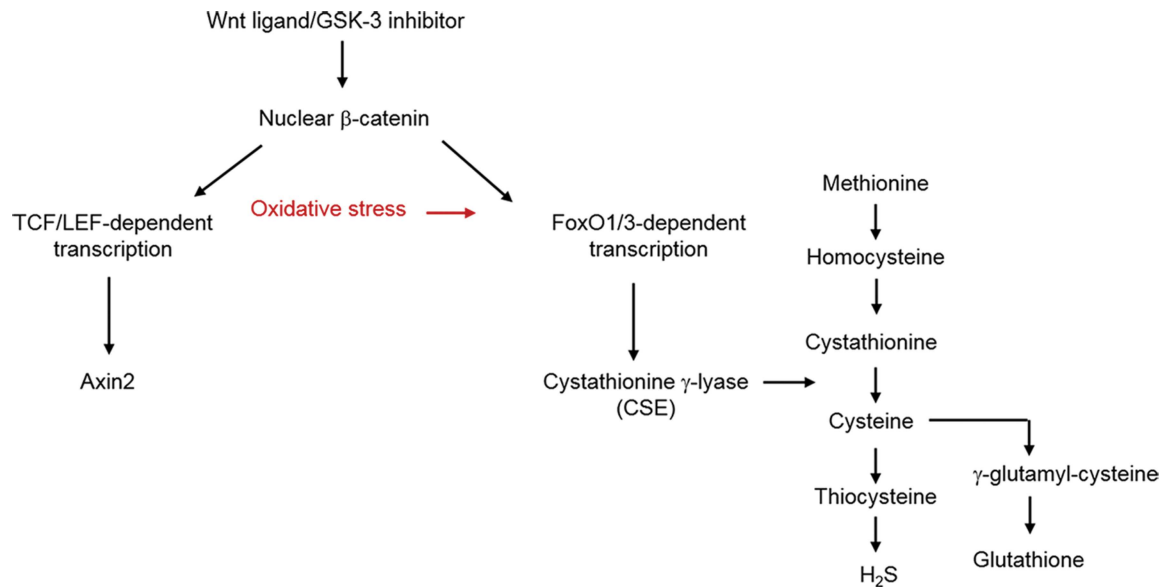 Wnt ligand/GSK-3 inhibitor
Nuclear β-catenin
Oxidative stress
TCF/LEF-dependent
transcription
Axin2
FoxO1/3-dependent
transcription
Cystathionine γ-lyase
(CSE)
Methionine
Homocysteine
Cystathionine
Cysteine
Thiocysteine
H₂S
γ-glutamyl-cysteine
Glutathione